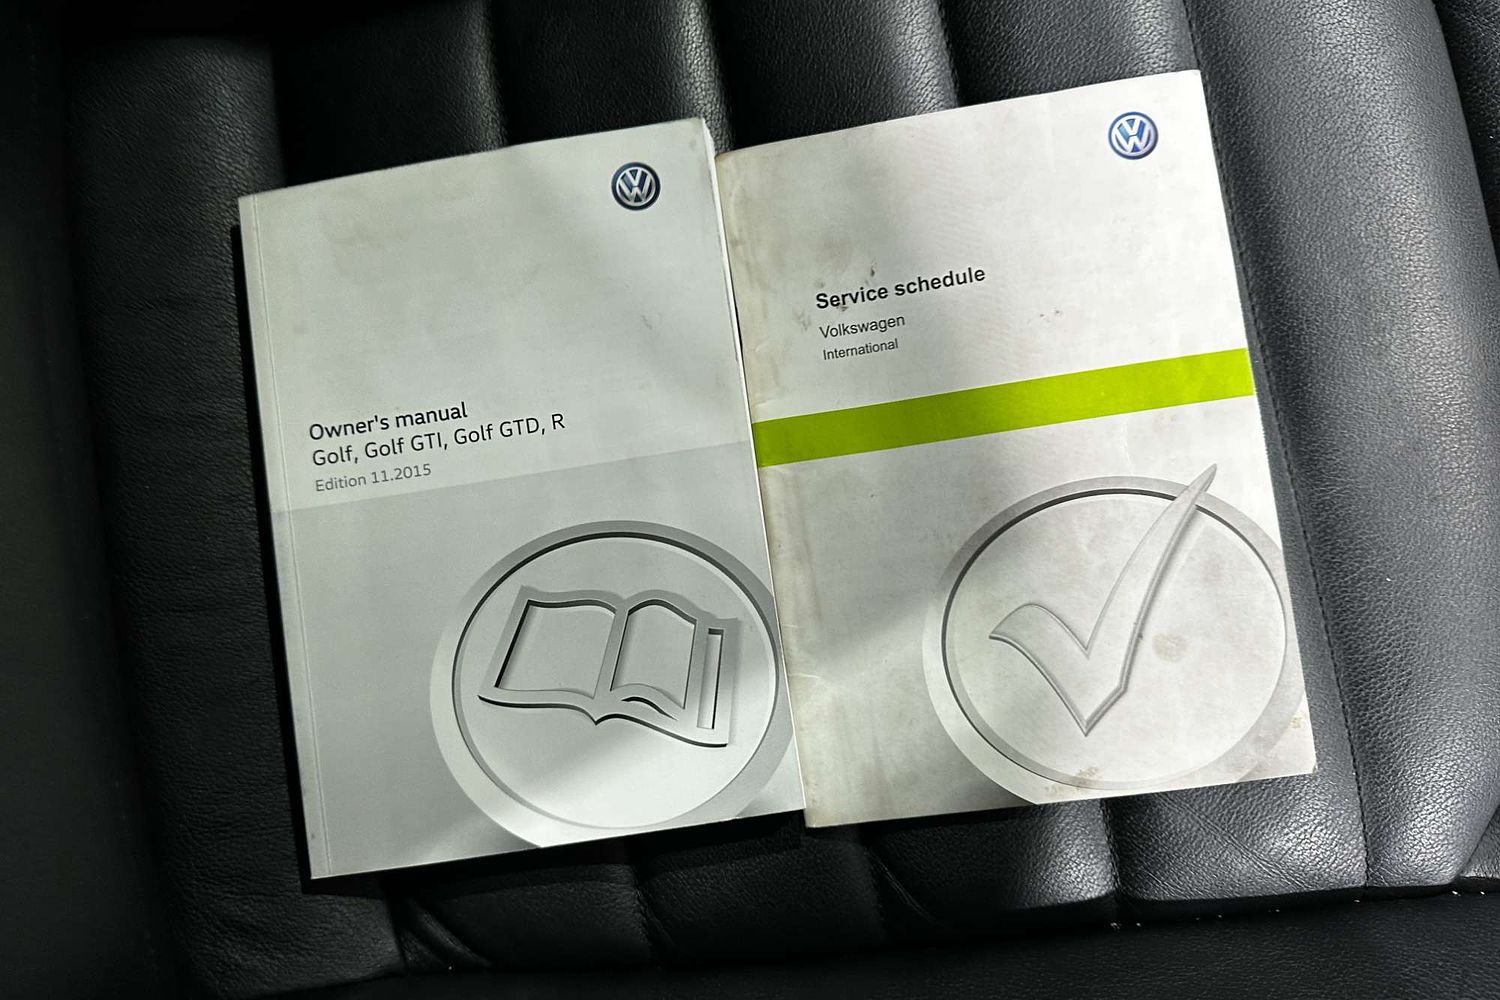 Owner's manual
Golf, Golf GTI, Golf GTD, R
Edition 11.2015
Service schedule
Volkswagen
International